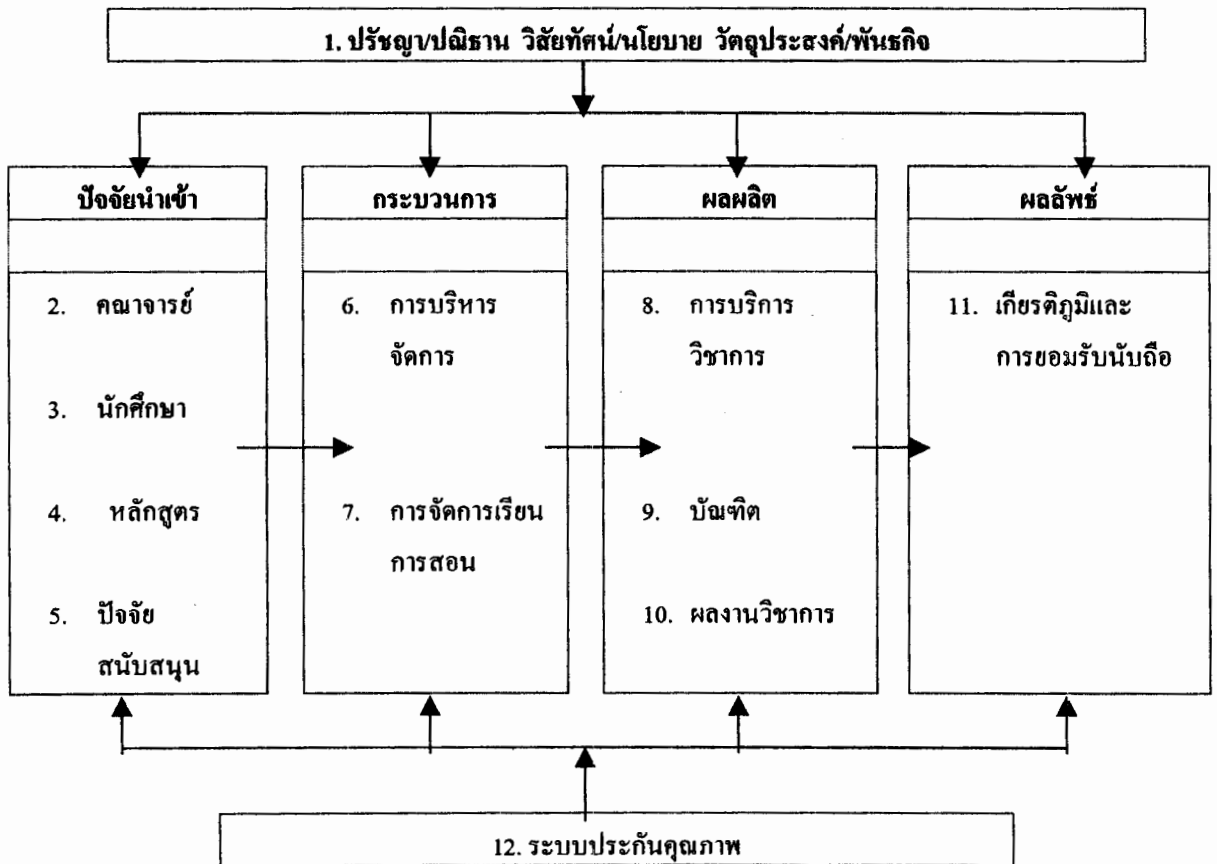 1. ปรัชญา/ปณิธาน วิสัยทัศน์/นโยบาย วัตถุประสงค์/พันธกิจ
ปัจจัยนำเข้า
2. คณาจารย์
3. นักศึกษา
4. หลักสูตร
5. ปัจจัย
สนับสนุน
กระบวนการ
6. การบริหาร
จัดการ
7. การจัดการเรียน
การสอน
ผลผลิต
8. การบริการ
วิชาการ
9. บัณฑิต
10. ผลงานวิชาการ
ผลลัพธ์
11. เกียรติภูมิและ
การยอมรับนับถือ
12. ระบบประกันคุณภาพ